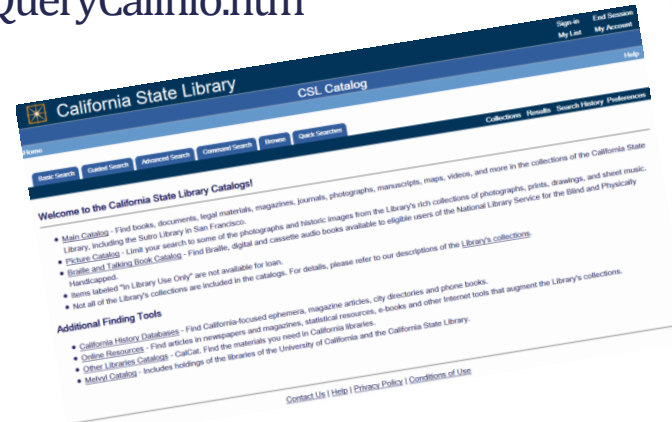 QueryCalInfo.htm
Sign-in End Session
My List My Account
California State Library
CSL Catalog
Help
Home
Collections Results Search History Preferences
Basic Search Guided Search Advanced Search Command Search Browse Quick Searches
Welcome to the California State Library Catalogs!
• Main Catalog - Find books, documents, legal materials, magazines, journals, photographs, manuscripts, maps, videos, and more in the collections of the California State
Library, including the Sutro Library in San Francisco.
• Picture Catalog - Limit your search to some of the photographs and historic images from the Library's rich collections of photographs, prints, drawings, and sheet music.
• Braille and Talking Book Catalog - Find Braille, digital and cassette audio books available to eligible users of the National Library Service for the Blind and Physically
Handicapped.
• Items labeled "In Library Use Only" are not available for loan.
• Not all of the Library's collections are included in the catalogs. For details, please refer to our descriptions of the Library's collections.
Additional Finding Tools
• California History Databases - Find California-focused ephemera, magazine articles, city directories and phone books.
• Online Resources - Find articles in newspapers and magazines, statistical resources, e-books and other Internet tools that augment the Library's collections.
• Other Libraries Catalogs - CalCat. Find the materials you need in California libraries.
• Melvyl Catalog - Includes holdings of the libraries of the University of California and the California State Library.
Contact Us | Help | Privacy Policy | Conditions of Use